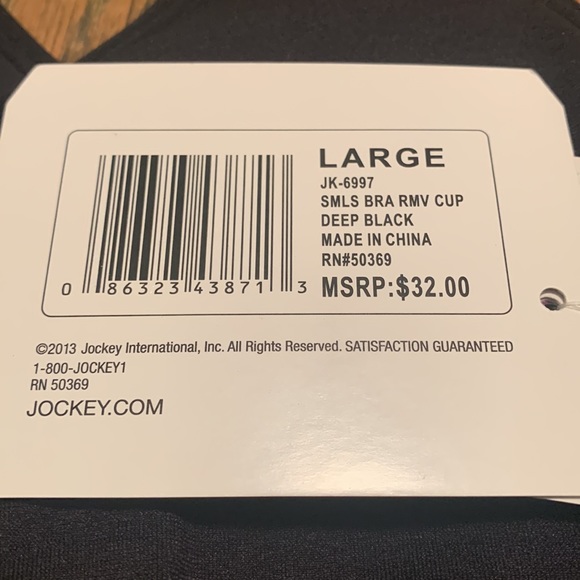 LARGE
JK-6997
SMLS BRA RMV CUP
DEEP BLACK
MADE IN CHINA
RN#50369
MSRP:$32.00
0 86323 43871 3
©2013 Jockey International, Inc. All Rights Reserved. SATISFACTION GUARANTEED
1-800-JOCKEY1
RN 50369
JOCKEY.COM